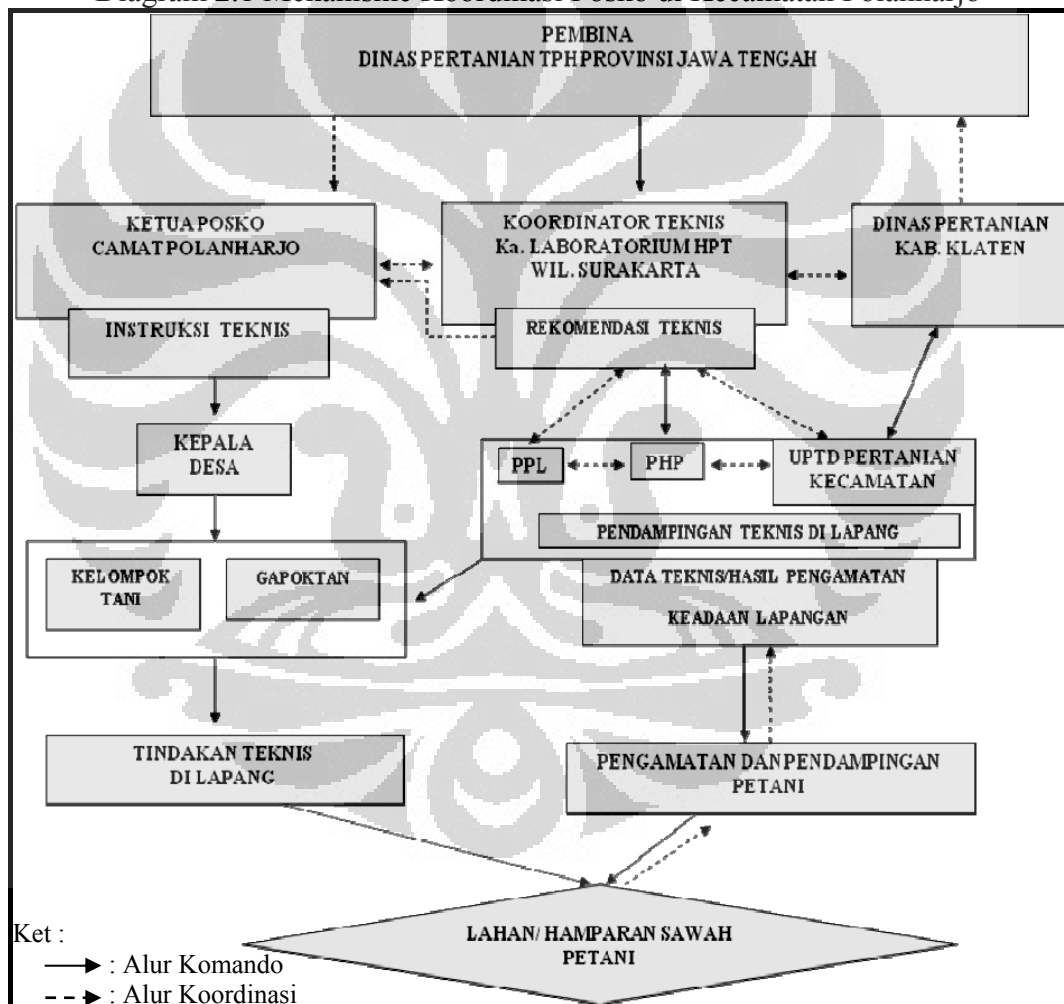 Diagram 2.1 Mekanisme Koordinasi Posko di Kecamatan Polanharjo
PEMBINA
DINAS PERTANIAN TPH PROVINSI JAWA TENGAH
KETUA POSKO
CAMAT POLANHARJO
KOORDINATOR TEKNIS
Ka. LABORATORIUM HPT
WIL. SURAKARTA
DINAS PERTANIAN
KAB. KLATEN
INSTRUKSI TEKNIS
REKOMENDASI TEKNIS
KEPALA
DESA
PPL
PHP
UPTD PERTANIAN
KECAMATAN
PENDAMPINGAN TEKNIS DI LAPANG
KELOMPOK
TANI
GAPOKTAN
DATA TEKNIS/HASIL PENGAMATAN
KEADAAN LAPANGAN
TINDAKAN TEKNIS
DI LAPANG
PENGAMATAN DAN PENDAMPINGAN
PETANI
LAHAN/ HAMPARAN SAWAH
PETANI
Ket :
: Alur Komando
: Alur Koordinasi